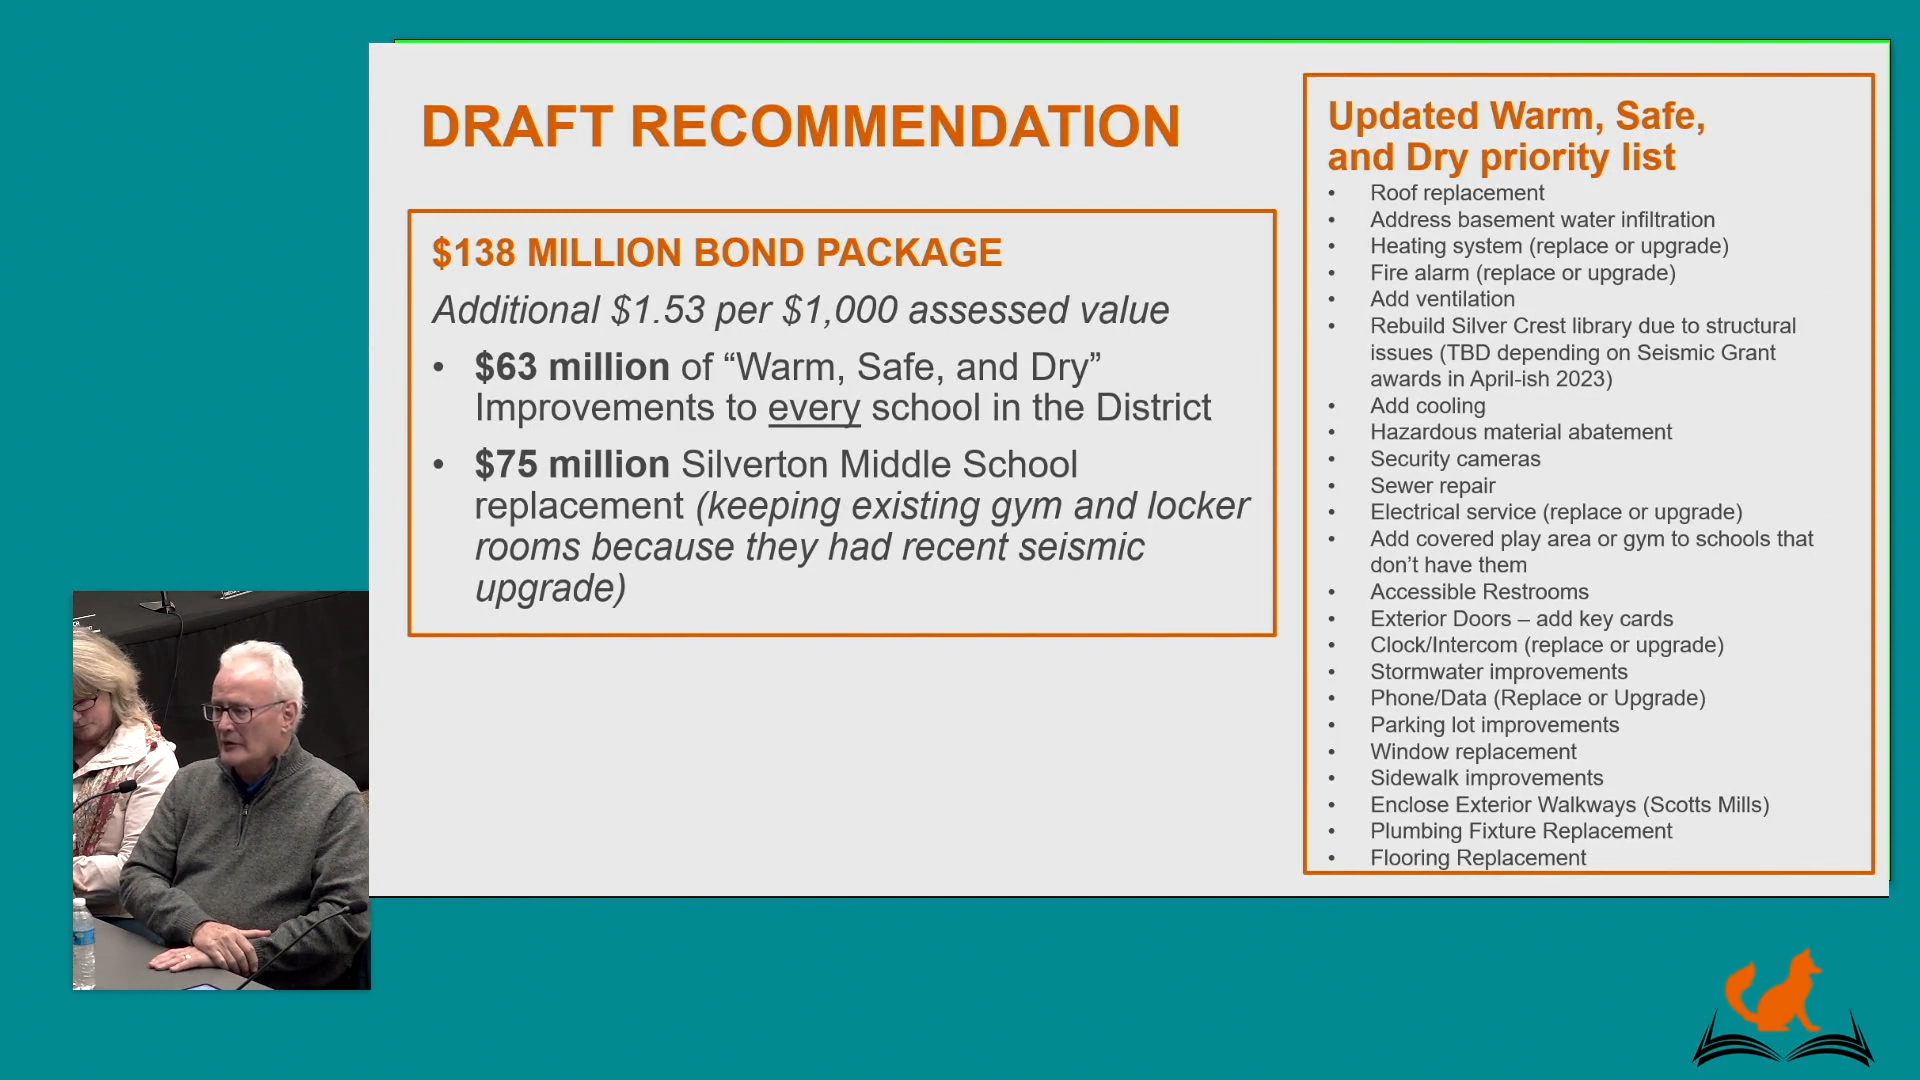 DRAFT RECOMMENDATION
$138 MILLION BOND PACKAGE
Additional $1.53 per $1,000 assessed value
• $63 million of “Warm, Safe, and Dry”
Improvements to every school in the District
• $75 million Silverton Middle School
replacement (keeping existing gym and locker
rooms because they had recent seismic
upgrade)
Updated Warm, Safe,
and Dry priority list
• Roof replacement
• Address basement water infiltration
• Heating system (replace or upgrade)
• Fire alarm (replace or upgrade)
• Add ventilation
• Rebuild Silver Crest library due to structural
issues (TBD depending on Seismic Grant
awards in April-ish 2023)
• Add cooling
• Hazardous material abatement
• Security cameras
• Sewer repair
• Electrical service (replace or upgrade)
• Add covered play area or gym to schools that
don’t have them
• Accessible Restrooms
• Exterior Doors – add key cards
• Clock/Intercom (replace or upgrade)
• Stormwater improvements
• Phone/Data (Replace or Upgrade)
• Parking lot improvements
• Window replacement
• Sidewalk improvements
• Enclose Exterior Walkways (Scotts Mills)
• Plumbing Fixture Replacement
• Flooring Replacement